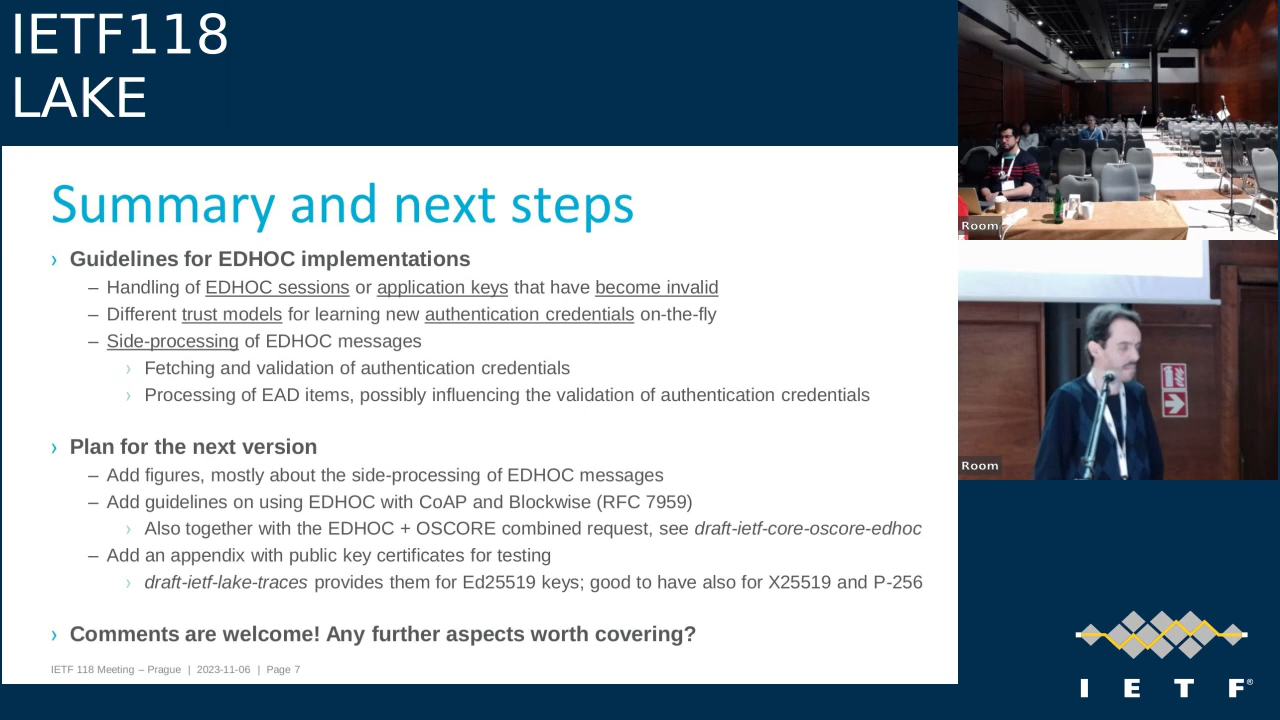 IETF118
LAKE
Summary and next steps
› Guidelines for EDHOC implementations
– Handling of EDHOC sessions or application keys that have become invalid
– Different trust models for learning new authentication credentials on-the-fly
– Side-processing of EDHOC messages
› Fetching and validation of authentication credentials
› Processing of EAD items, possibly influencing the validation of authentication credentials
› Plan for the next version
– Add figures, mostly about the side-processing of EDHOC messages
– Add guidelines on using EDHOC with CoAP and Blockwise (RFC 7959)
› Also together with the EDHOC + OSCORE combined request, see draft-ietf-core-oscore-edhoc
– Add an appendix with public key certificates for testing
› draft-ietf-lake-traces provides them for Ed25519 keys; good to have also for X25519 and P-256
› Comments are welcome! Any further aspects worth covering?
IETF 118 Meeting – Prague | 2023-11-06 | Page 7
Room
Room
I E T F®